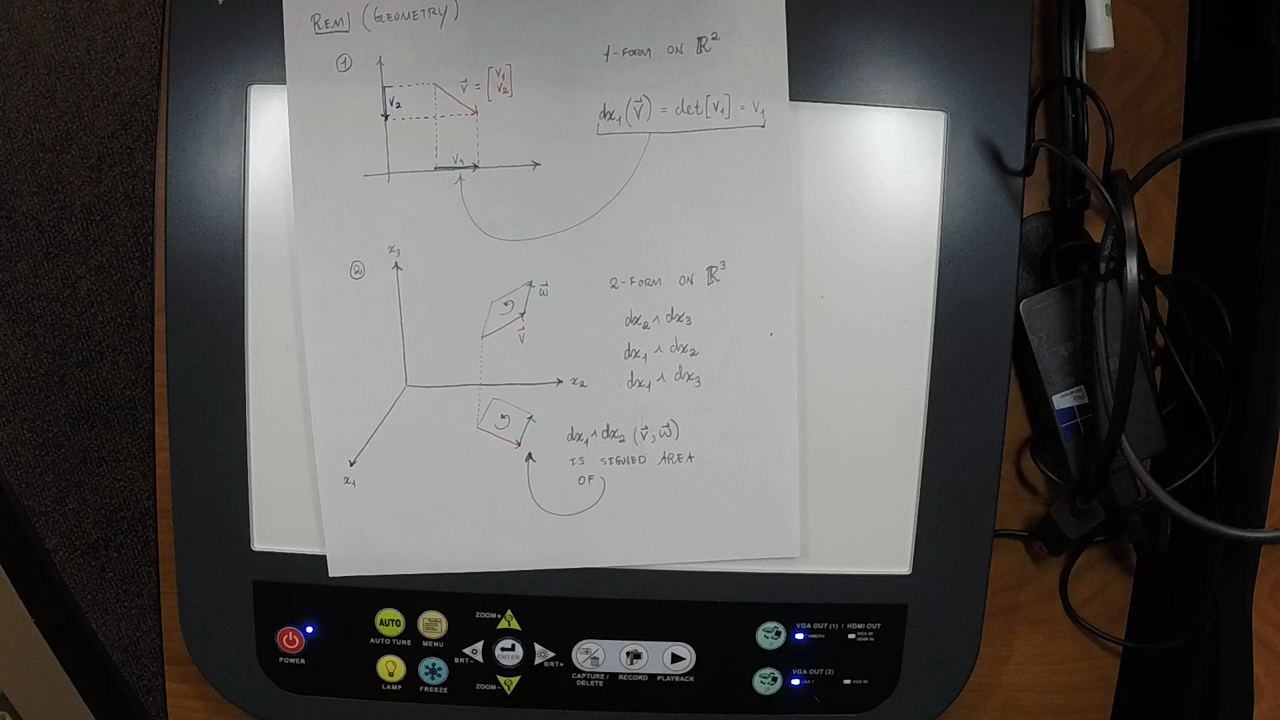 REM (GEOMETRY)
① 
v⃗ = [v₁ v₂]
v₂
v₁
1-FORM ON ℝ²
dx₁(v⃗) = det[v₁] = v₁
②
x₃
w⃗
v⃗
x₂
x₁
2-FORM ON ℝ³
dx₂ ∧ dx₃
dx₁ ∧ dx₂
dx₁ ∧ dx₃
dx₁ ∧ dx₂ (v⃗, w⃗)
IS SIGNED AREA
OF
POWER
AUTO
AUTO TUNE
MENU
LAMP
FREEZE
ZOOM+
BRT-
ENTER
BRT+
ZOOM-
CAPTURE / DELETE
RECORD
PLAYBACK
VGA OUT (1) / HDMI OUT
VGA OUT (2)